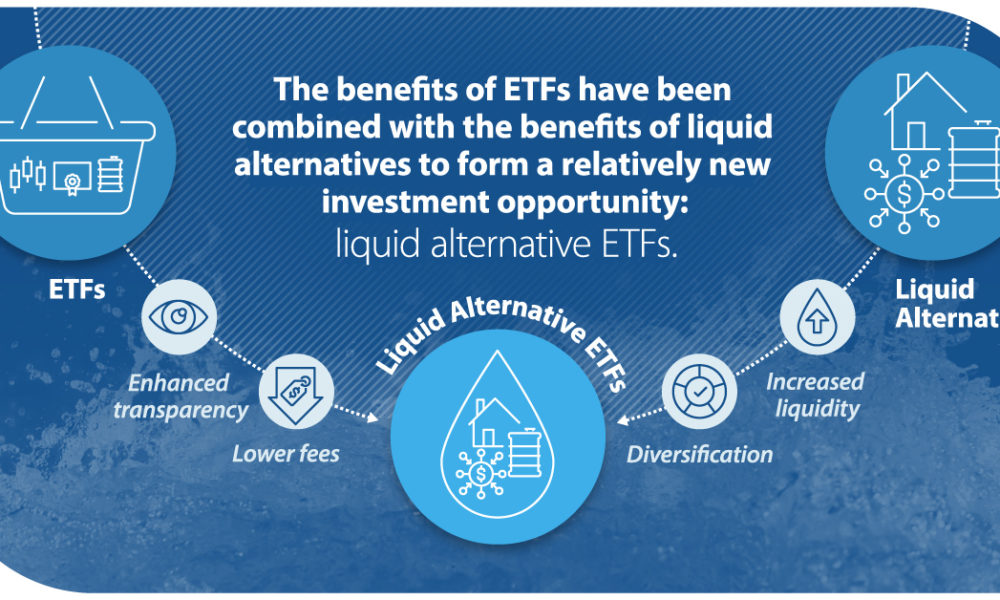 The benefits of ETFs have been
combined with the benefits of liquid
alternatives to form a relatively new
investment opportunity:
liquid alternative ETFs.
ETFs
Enhanced
transparency
Lower fees
Liquid Alternative ETFs
Liquid
Alternat
Increased
liquidity
Diversification